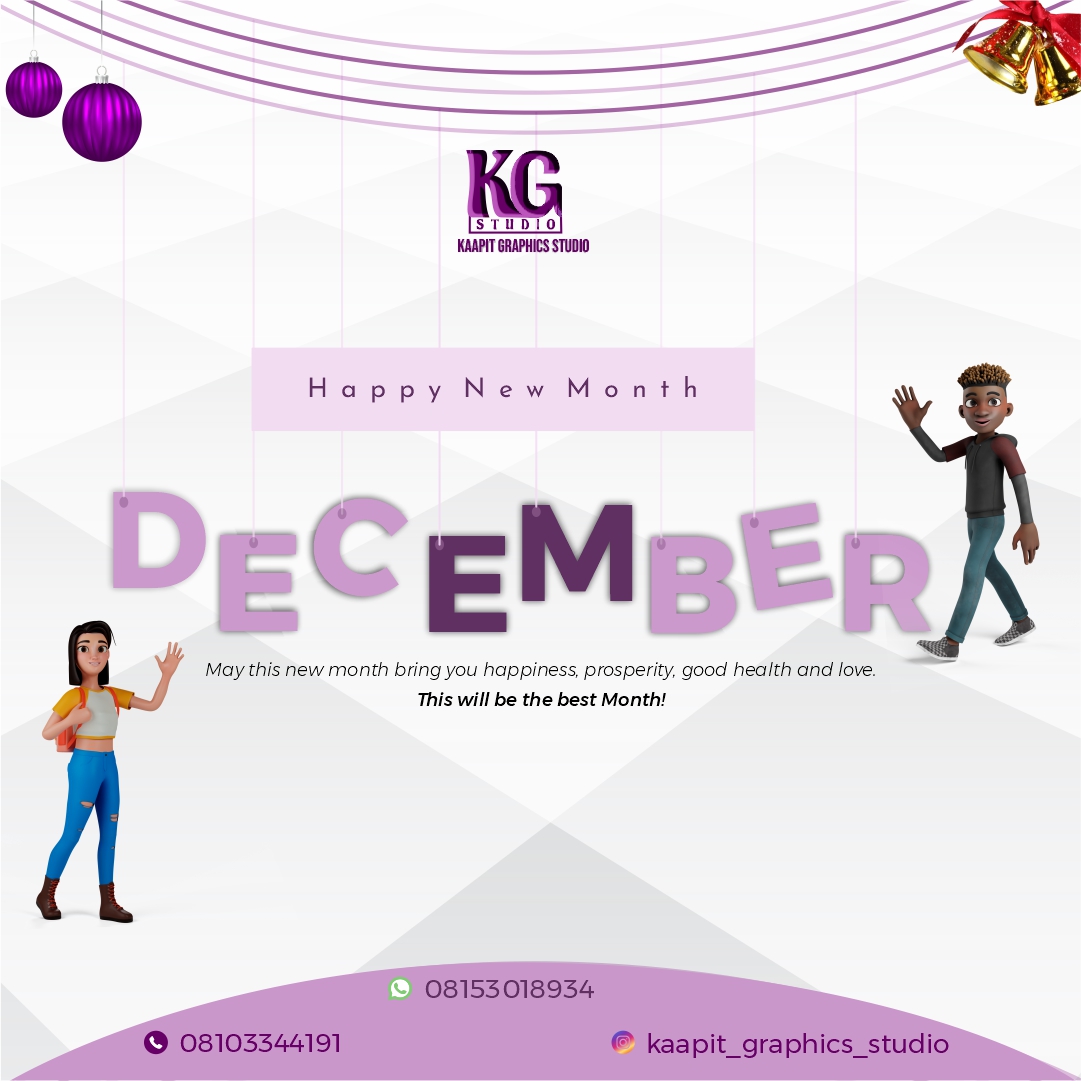 KG
STUDIO
KAAPIT GRAPHICS STUDIO
Happy New Month
DECEMBER
May this new month bring you happiness, prosperity, good health and love.
This will be the best Month!
08153018934
08103344191
kaapit_graphics_studio